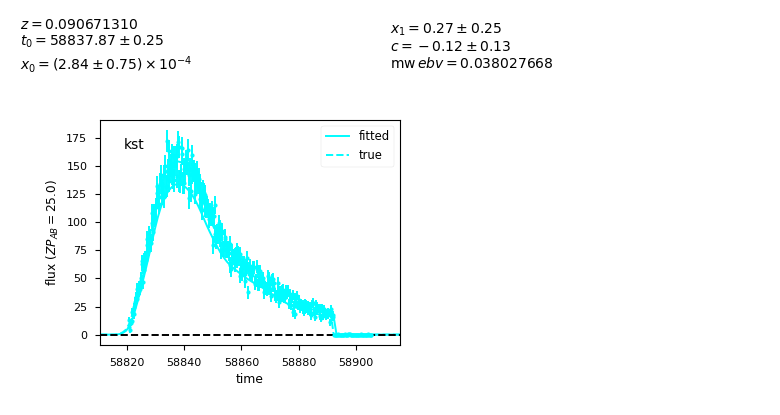 z = 0.090671310
t₀ = 58837.87 ± 0.25
x₀ = (2.84 ± 0.75) × 10⁻⁴
x₁ = 0.27 ± 0.25
c = −0.12 ± 0.13
mw ebv = 0.038027668
kst
fitted
true
175
150
125
100
75
50
25
0
flux (ZP_AB = 25.0)
58820 58840 58860 58880 58900
time